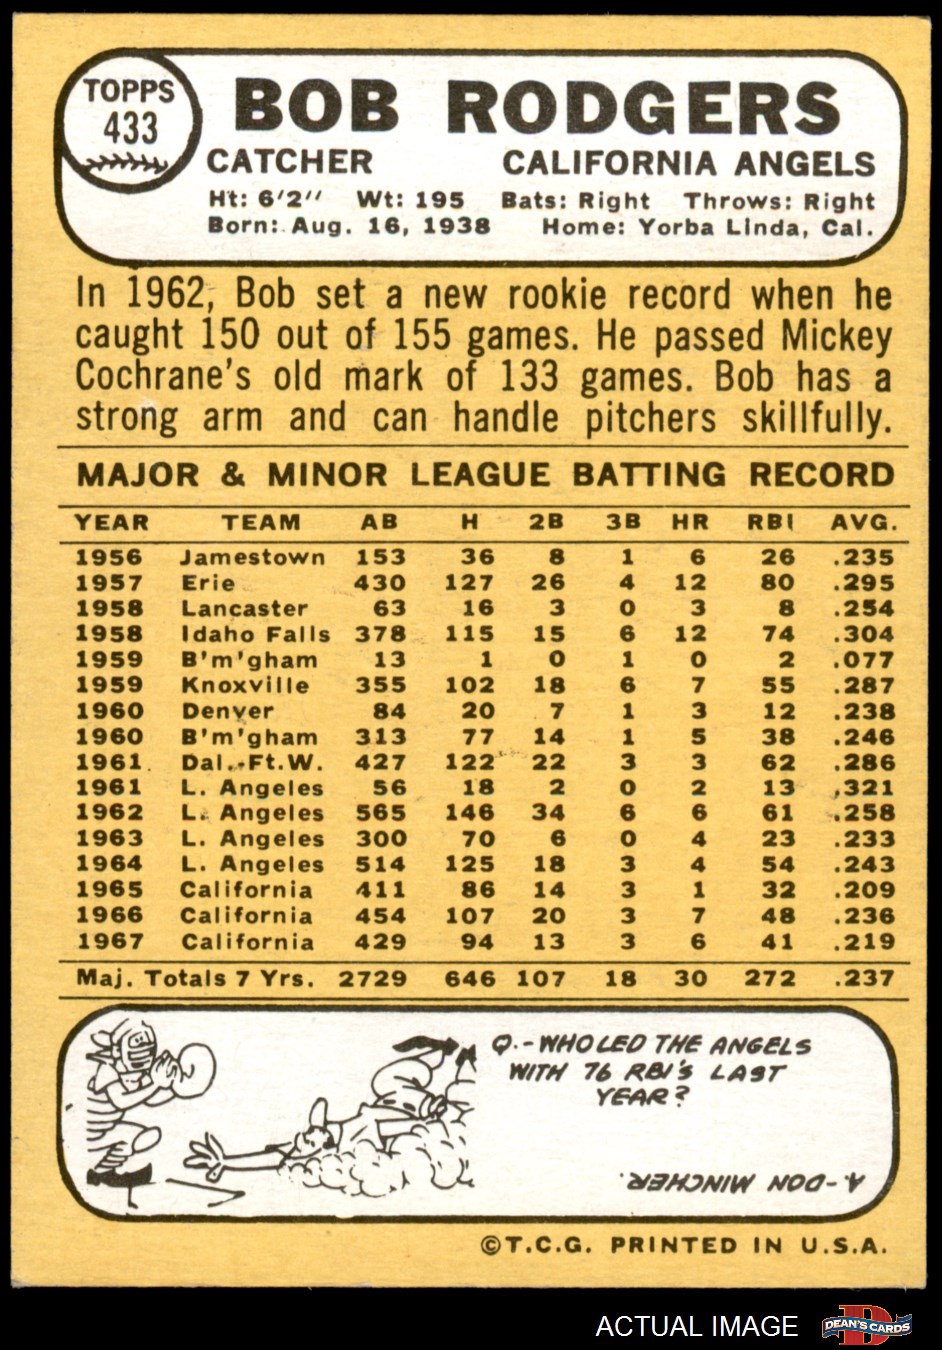 TOPPS
433
BOB RODGERS
CATCHER CALIFORNIA ANGELS
Ht: 6'2" Wt: 195 Bats: Right Throws: Right
Born: Aug. 16, 1938 Home: Yorba Linda, Cal.
In 1962, Bob set a new rookie record when he
caught 150 out of 155 games. He passed Mickey
Cochrane's old mark of 133 games. Bob has a
strong arm and can handle pitchers skillfully.
MAJOR & MINOR LEAGUE BATTING RECORD
YEAR TEAM AB H 2B 3B HR RBI AVG.
1956 Jamestown 153 36 8 1 6 26 .235
1957 Erie 430 127 26 4 12 80 .295
1958 Lancaster 63 16 3 0 3 8 .254
1958 Idaho Falls 378 115 15 6 12 74 .304
1959 B'm'gham 13 1 0 1 0 2 .077
1959 Knoxville 355 102 18 6 7 55 .287
1960 Denver 84 20 7 1 3 12 .238
1960 B'm'gham 313 77 14 1 5 38 .246
1961 Dal.-Ft.W. 427 122 22 3 3 62 .286
1961 L. Angeles 56 18 2 0 2 13 .321
1962 L. Angeles 565 146 34 6 6 61 .258
1963 L. Angeles 300 70 6 0 4 23 .233
1964 L. Angeles 514 125 18 3 4 54 .243
1965 California 411 86 14 3 1 32 .209
1966 California 454 107 20 3 7 48 .236
1967 California 429 94 13 3 6 41 .219
Maj. Totals 7 Yrs. 2729 646 107 18 30 272 .237
Q.-WHO LED THE ANGELS
WITH 76 RBI'S LAST
YEAR?
A-DON MINCHER.
©T.C.G. PRINTED IN U.S.A.
ACTUAL IMAGE
D
DEAN'S CARDS